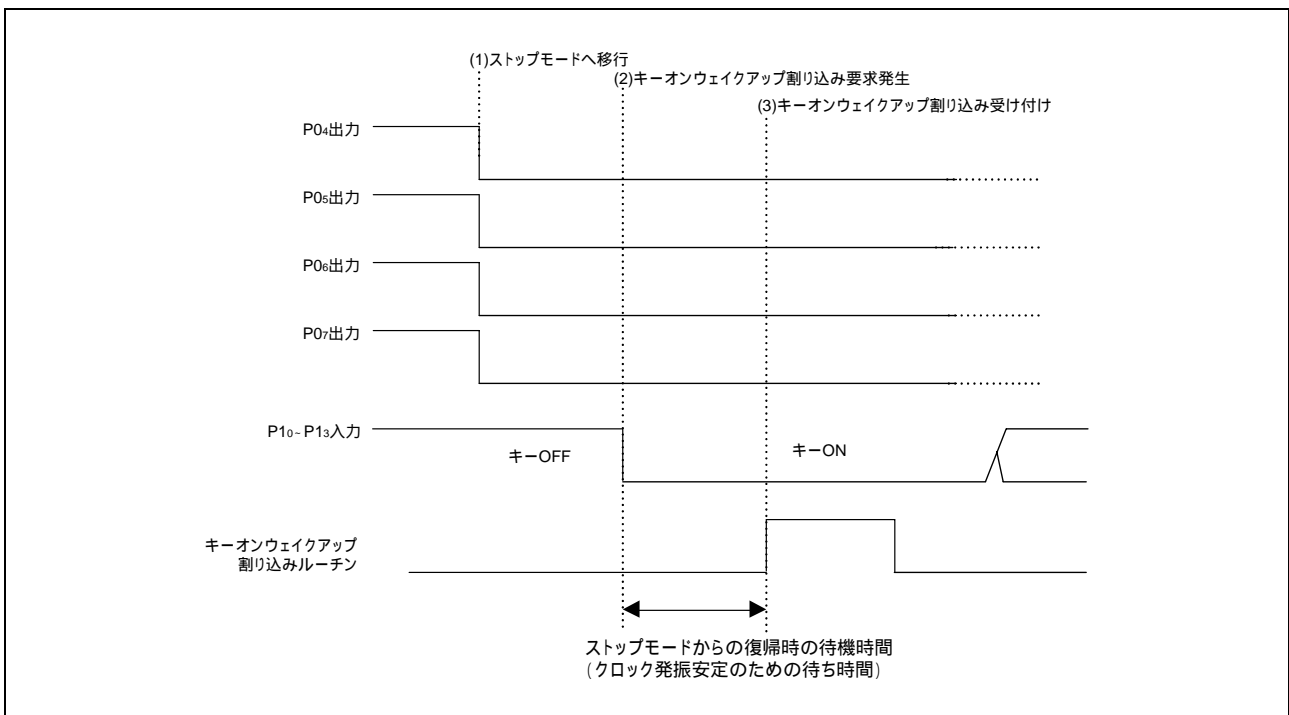 (1)ストップモードへ移行
(2)キーオンウェイクアップ割り込み要求発生
(3)キーオンウェイクアップ割り込み受け付け
P04出力
P05出力
P06出力
P07出力
P10~P13入力
キーOFF
キーON
キーオンウェイクアップ
割り込みルーチン
ストップモードからの復帰時の待機時間
(クロック発振安定のための待ち時間)